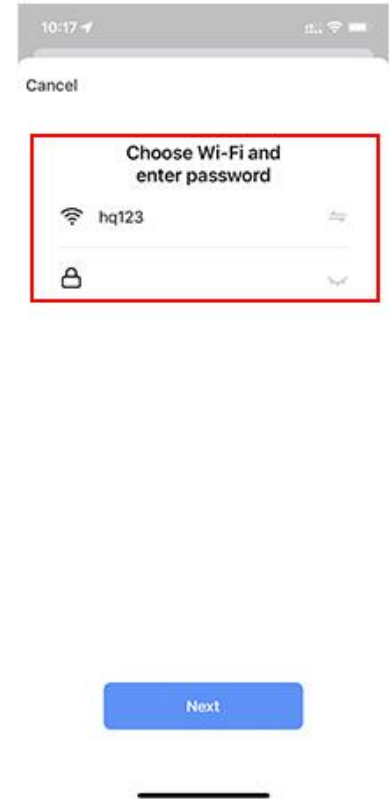 10:17
Cancel
Choose Wi-Fi and
enter password
hq123
Next